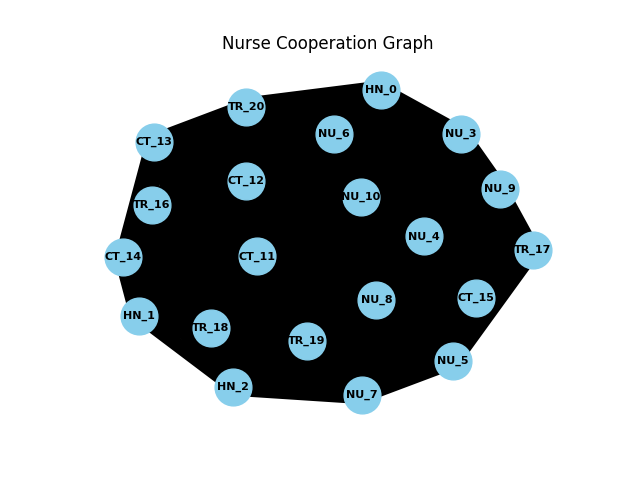 Nurse Cooperation Graph
HN_0
TR_20
NU_6
NU_3
CT_13
CT_12
NU_9
NU_10
TR_16
NU_4
TR_17
CT_14
CT_11
CT_15
NU_8
HN_1
TR_18
TR_19
NU_5
HN_2
NU_7